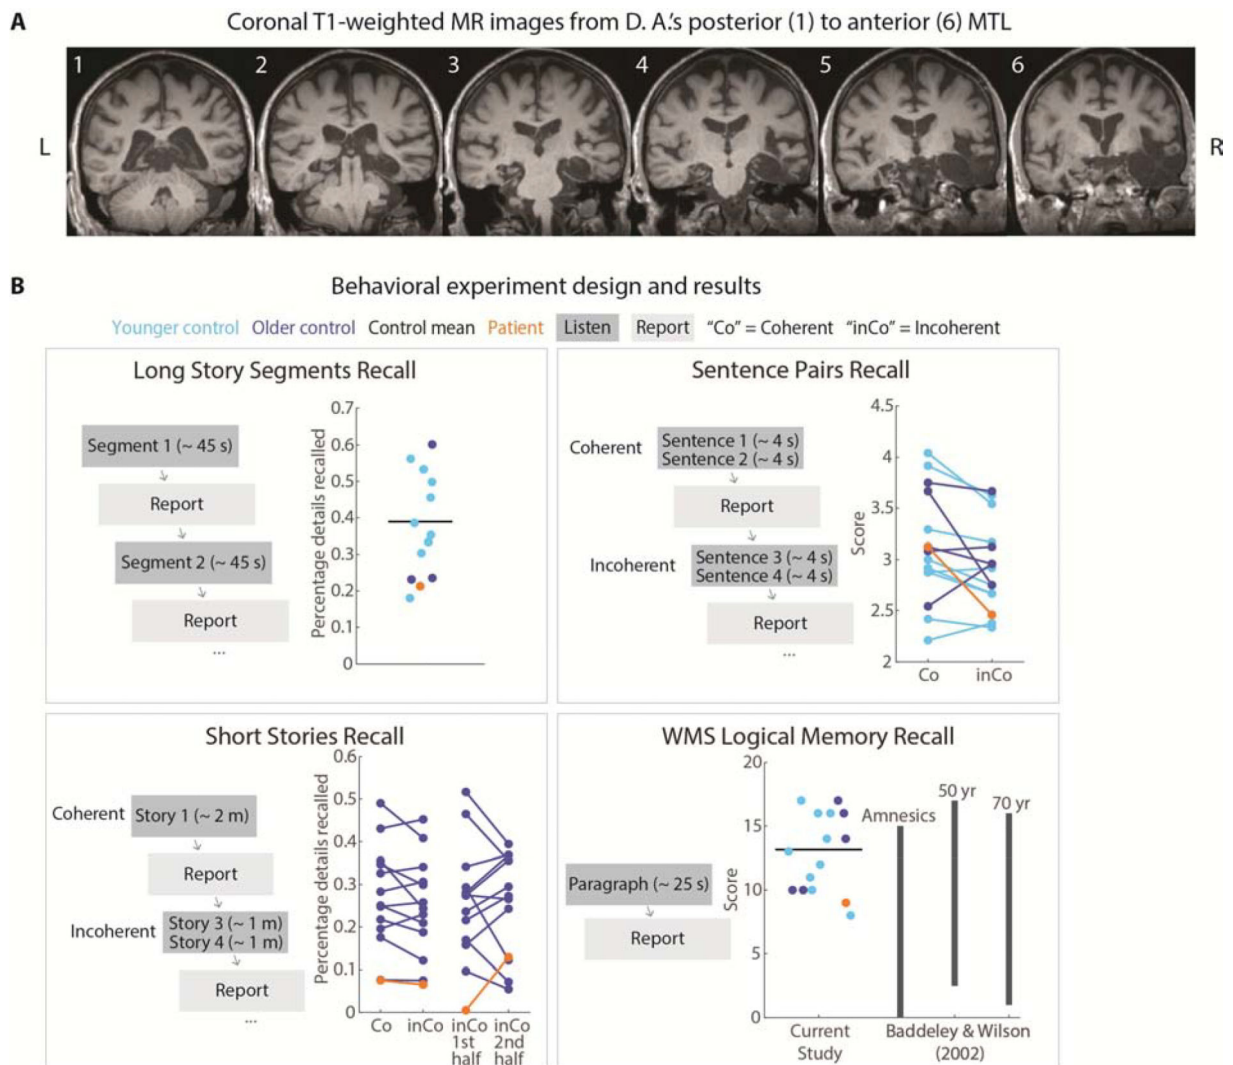 A
Coronal T1-weighted MR images from D. A.'s posterior (1) to anterior (6) MTL
1 2 3 4 5 6
L
R
B
Behavioral experiment design and results
Younger control Older control Control mean Patient Listen Report “Co” = Coherent “inCo” = Incoherent
Long Story Segments Recall
Segment 1 (~ 45 s)
Report
Segment 2 (~ 45 s)
Report
...
Percentage details recalled
0.7
0.6
0.5
0.4
0.3
0.2
0.1
0
Sentence Pairs Recall
Coherent
Sentence 1 (~ 4 s)
Sentence 2 (~ 4 s)
Report
Incoherent
Sentence 3 (~ 4 s)
Sentence 4 (~ 4 s)
Report
...
Score
4.5
4
3.5
3
2.5
2
Co inCo
Short Stories Recall
Coherent
Story 1 (~ 2 m)
Report
Incoherent
Story 3 (~ 1 m)
Story 4 (~ 1 m)
Report
...
Percentage details recalled
0.6
0.5
0.4
0.3
0.2
0.1
0
Co inCo inCo inCo
1st 2nd
half half
WMS Logical Memory Recall
Paragraph (~ 25 s)
Report
Score
20
15
10
5
0
Amnesics
50 yr
70 yr
Current Baddeley & Wilson
Study (2002)